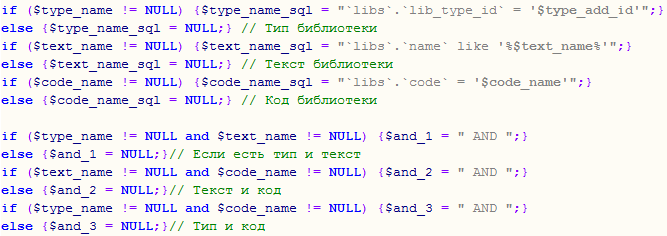 if ($type_name != NULL) {$type_name_sql = "`libs`.`lib_type_id` = '$type_add_id'";}
else {$type_name_sql = NULL;} // Тип библиотеки
if ($text_name != NULL) {$text_name_sql = "`libs`.`name` like '%$text_name%'";}
else {$text_name_sql = NULL;} // Текст библиотеки
if ($code_name != NULL) {$code_name_sql = "`libs`.`code` = '$code_name'";}
else {$code_name_sql = NULL;} // Код библиотеки

if ($type_name != NULL and $text_name != NULL) {$and_1 = " AND ";}
else {$and_1 = NULL;}// Если есть тип и текст
if ($text_name != NULL and $code_name != NULL) {$and_2 = " AND ";}
else {$and_2 = NULL;}// Текст и код
if ($type_name != NULL and $code_name != NULL) {$and_3 = " AND ";}
else {$and_3 = NULL;}// Тип и код